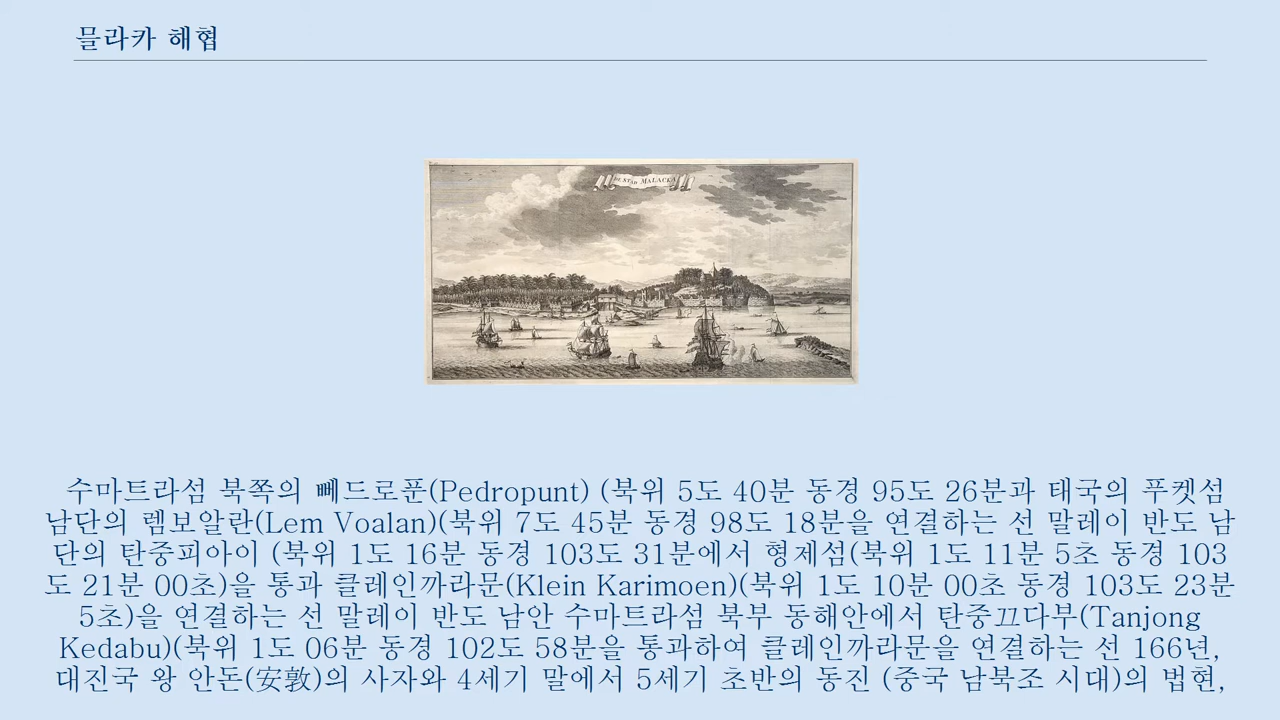 믈라카 해협
DE STAD MALACKA
수마트라섬 북쪽의 뻬드로푼(Pedropunt) (북위 5도 40분 동경 95도 26분과 태국의 푸켓섬
남단의 렘보알란(Lem Voalan)(북위 7도 45분 동경 98도 18분을 연결하는 선 말레이 반도 남
단의 탄중피아이 (북위 1도 16분 동경 103도 31분에서 형제섬(북위 1도 11분 5초 동경 103
도 21분 00초)을 통과 클레인까라문(Klein Karimoen)(북위 1도 10분 00초 동경 103도 23분
5초)을 연결하는 선 말레이 반도 남안 수마트라섬 북부 동해안에서 탄중끄다부(Tanjong
Kedabu)(북위 1도 06분 동경 102도 58분을 통과하여 클레인까라문을 연결하는 선 166년,
대진국 왕 안돈(安敦)의 사자와 4세기 말에서 5세기 초반의 동진 (중국 남북조 시대)의 법현,